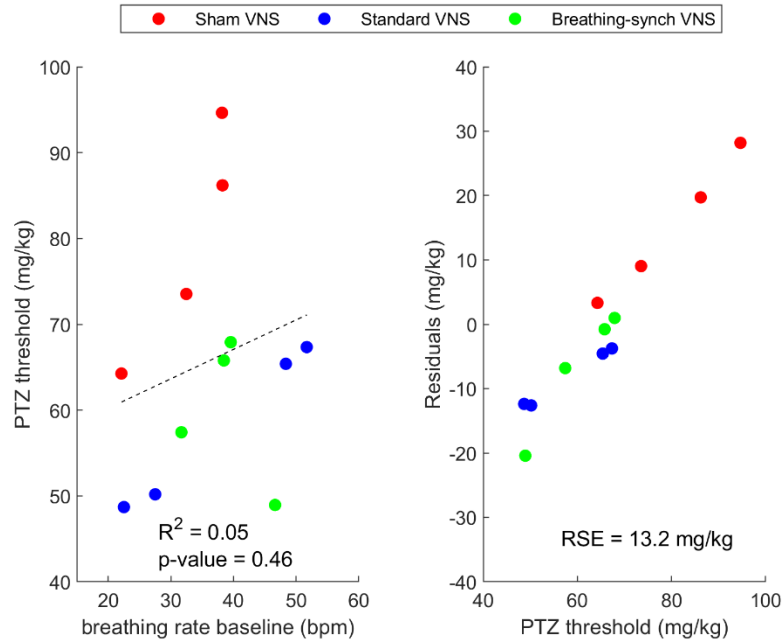 Sham VNS Standard VNS Breathing-synch VNS
PTZ threshold (mg/kg)
100
90
80
70
60
50
40
R² = 0.05
p-value = 0.46
20 30 40 50 60
breathing rate baseline (bpm)
Residuals (mg/kg)
40
30
20
10
0
-10
-20
-30
-40
RSE = 13.2 mg/kg
40 60 80 100
PTZ threshold (mg/kg)